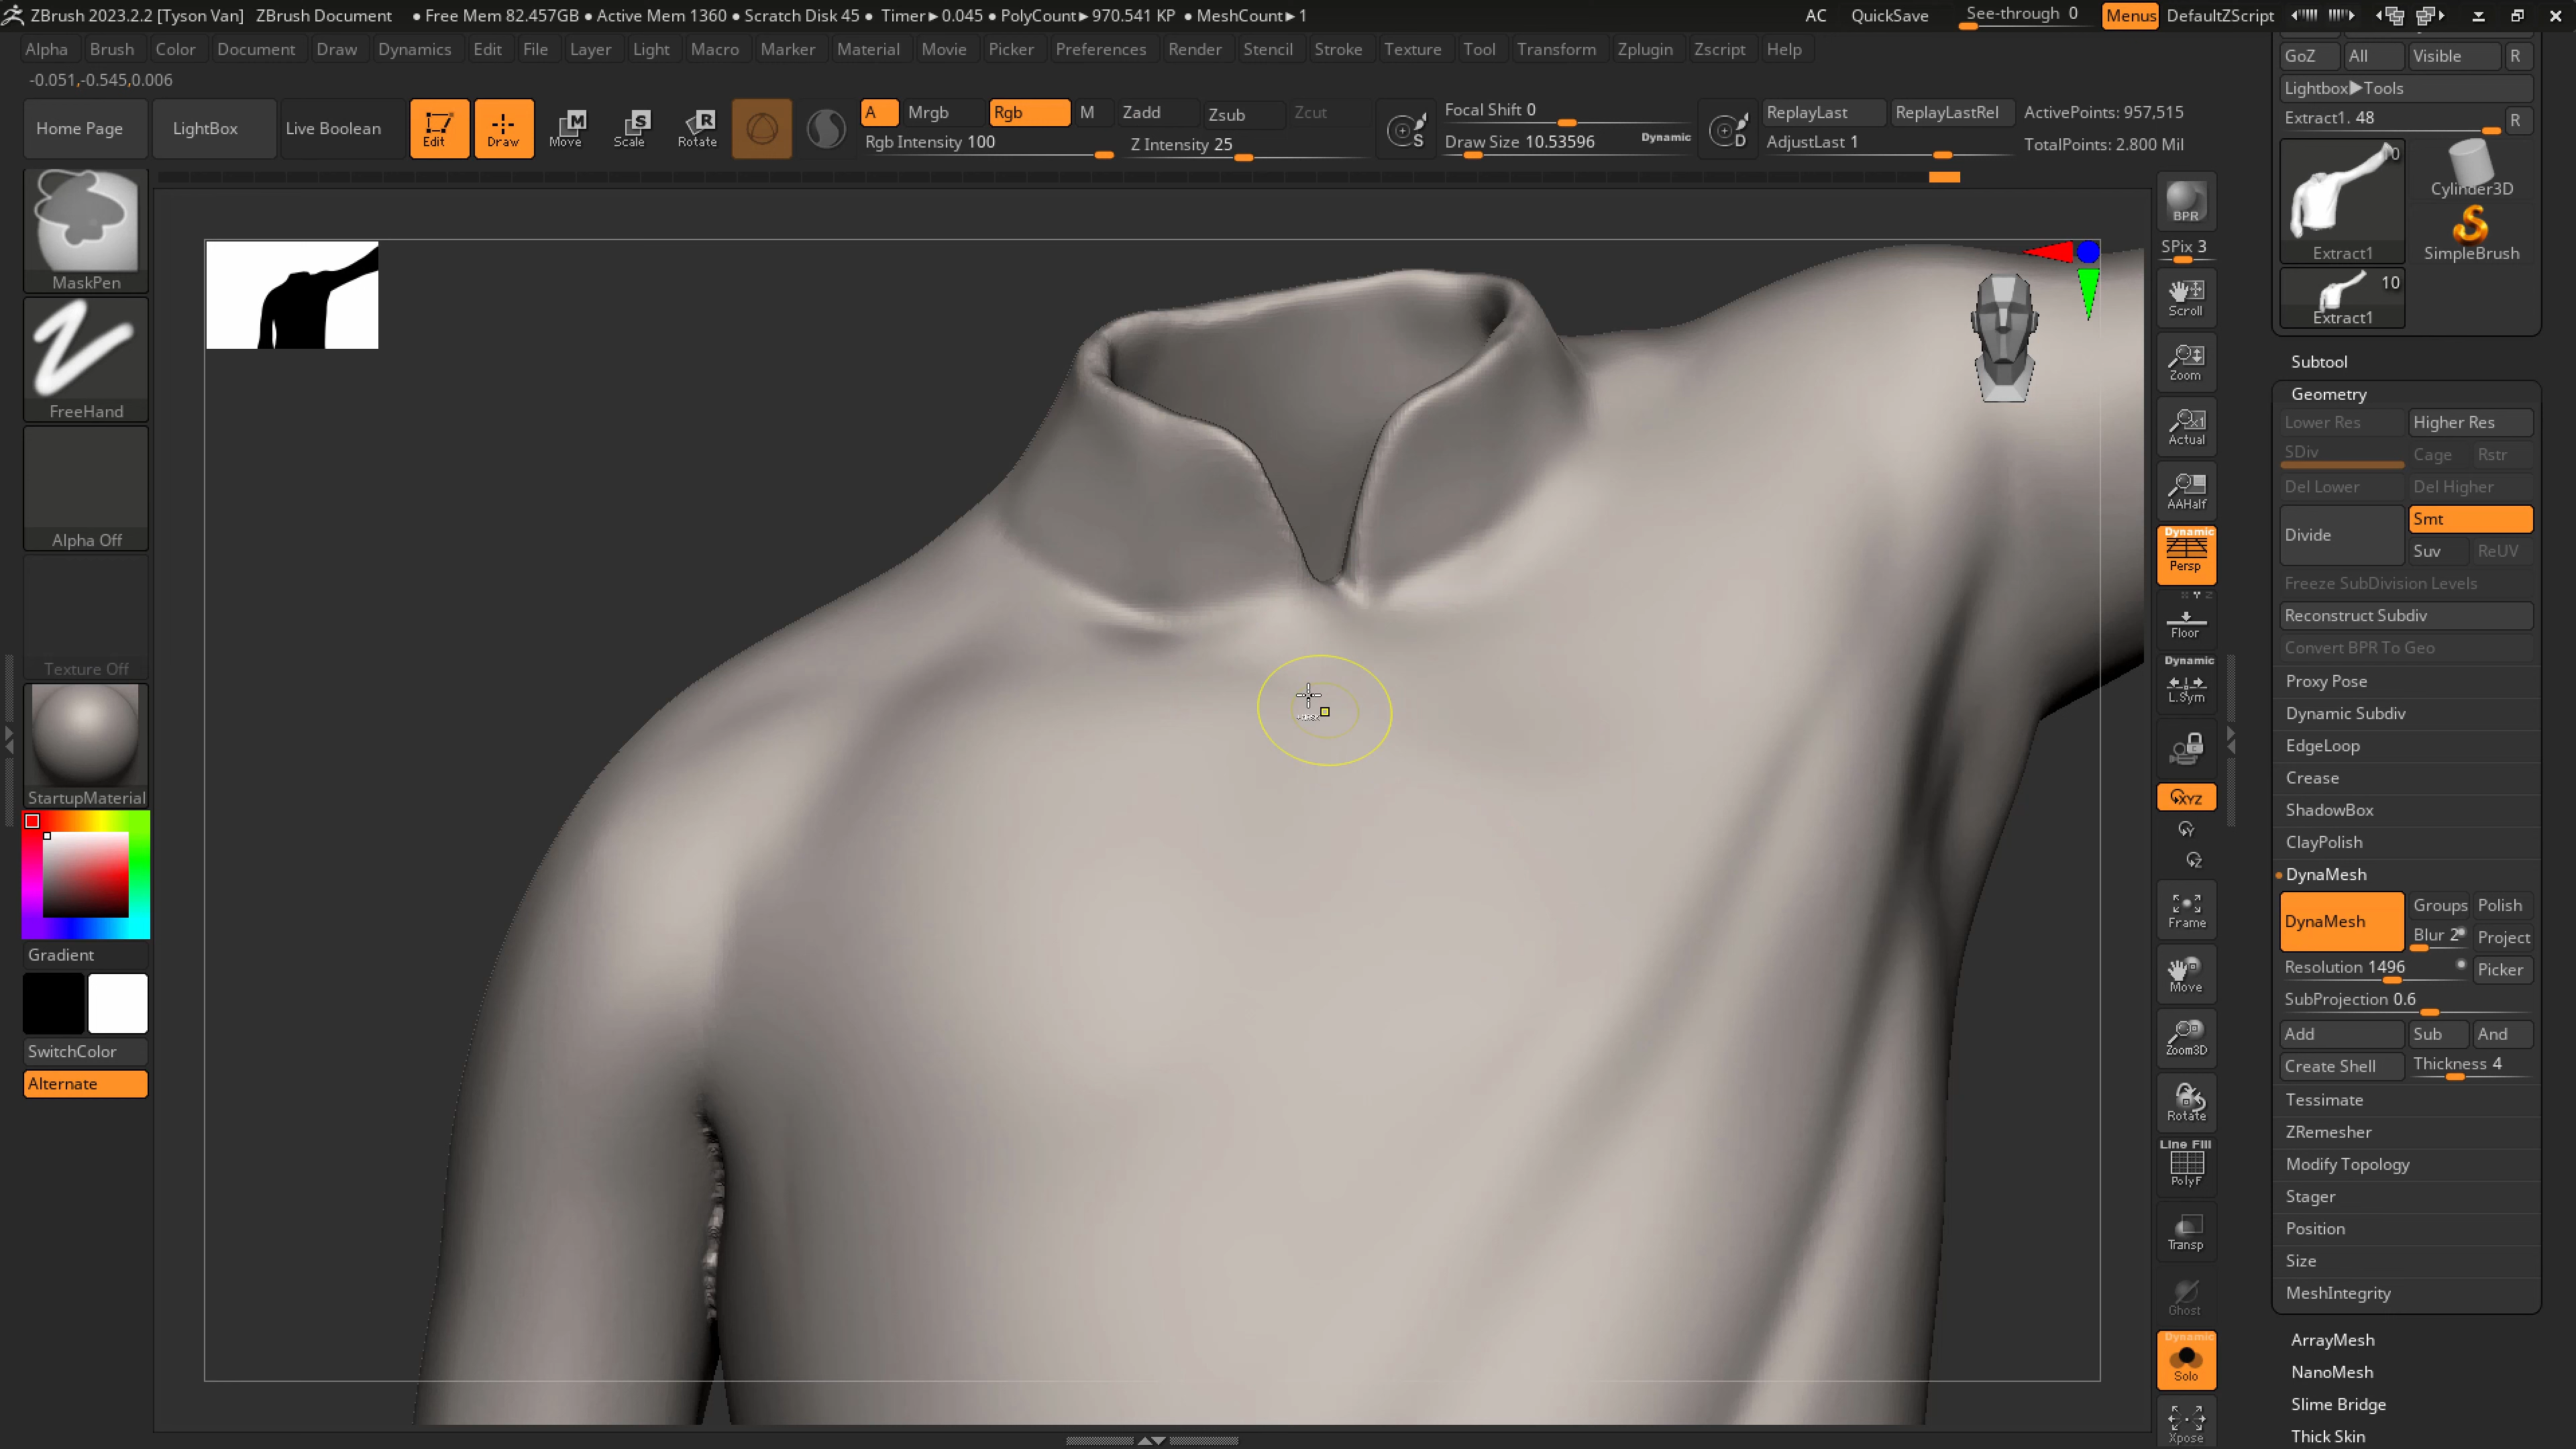 ZBrush 2023.2.2 [Tyson Van] ZBrush Document ● Free Mem 82.457GB ● Active Mem 1360 ● Scratch Disk 45 ● Timer►0.045 ● PolyCount►970.541 KP ● MeshCount►1 AC QuickSave See-through 0 Menus DefaultZScript
Alpha Brush Color Document Draw Dynamics Edit File Layer Light Macro Marker Material Movie Picker Preferences Render Stencil Stroke Texture Tool Transform Zplugin Zscript Help
-0.051,-0.545,0.006
Home Page LightBox Live Boolean Edit Draw Move Scale Rotate
M S R
A Mrgb Rgb M Zadd Zsub Zcut
Rgb Intensity 100 Z Intensity 25
S Focal Shift 0
Draw Size 10.53596 Dynamic
D ReplayLast ReplayLastRel ActivePoints: 957,515
AdjustLast 1 TotalPoints: 2.800 Mil
MaskPen
FreeHand
Alpha Off
Texture Off
StartupMaterial
Gradient
SwitchColor
Alternate
BPR
SPix 3
Scroll
Zoom
Actual
AAHalf
Dynamic
Persp
Floor
Dynamic
L.Sym
XYZ
Y
Z
Frame
Move
Zoom3D
Rotate
Line Fill
PolyF
Transp
Ghost
Dynamic
Solo
Xpose
GoZ All Visible R
Lightbox►Tools
Extract1. 48 R
0
Extract1 Cylinder3D
SimpleBrush
10
Extract1
Subtool
Geometry
Lower Res Higher Res
SDiv Cage Rstr
Del Lower Del Higher
Divide Smt
Suv ReUV
Freeze SubDivision Levels
Reconstruct Subdiv
Convert BPR To Geo
Proxy Pose
Dynamic Subdiv
EdgeLoop
Crease
ShadowBox
ClayPolish
DynaMesh
DynaMesh Groups Polish
Blur 2 Project
Resolution 1496 Picker
SubProjection 0.6
Add Sub And
Create Shell Thickness 4
Tessimate
ZRemesher
Modify Topology
Stager
Position
Size
MeshIntegrity
ArrayMesh
NanoMesh
Slime Bridge
Thick Skin